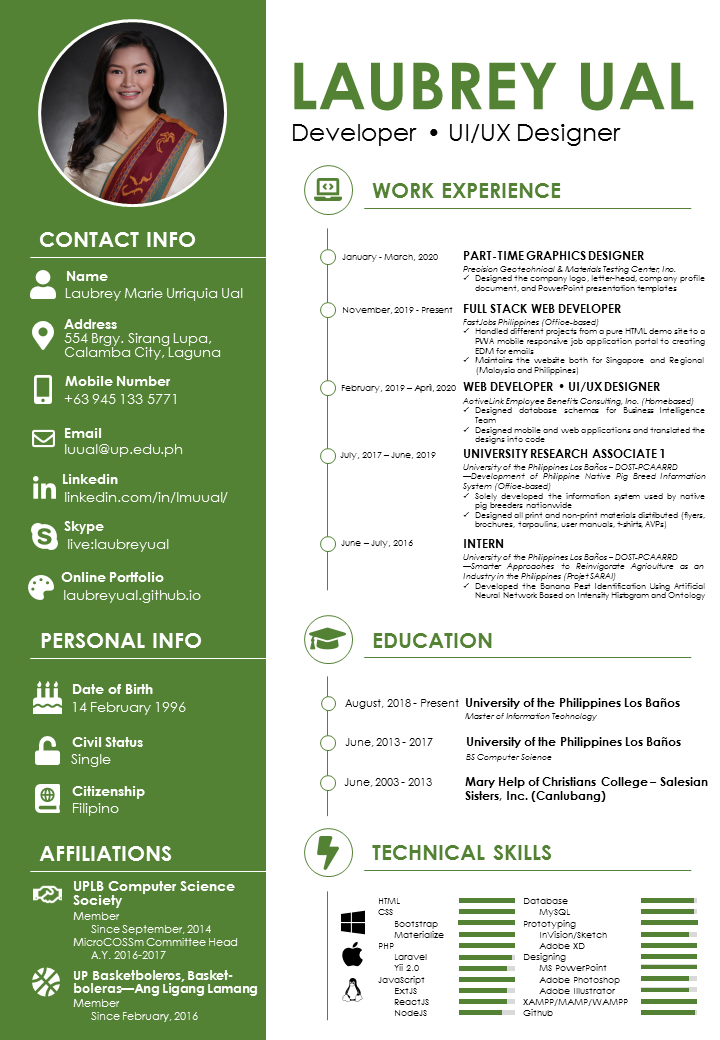 LAUBREY UAL
Developer • UI/UX Designer
CONTACT INFO
Name
Laubrey Marie Urriquia Ual
Address
554 Brgy. Sirang Lupa,
Calamba City, Laguna
Mobile Number
+63 945 133 5771
Email
luual@up.edu.ph
Linkedin
linkedin.com/in/lmuual/
Skype
live:laubreyual
Online Portfolio
laubreyual.github.io
PERSONAL INFO
Date of Birth
14 February 1996
Civil Status
Single
Citizenship
Filipino
AFFILIATIONS
UPLB Computer Science
Society
Member
Since September, 2014
MicroCOSSm Committee Head
A.Y. 2016-2017
UP Basketboleros, Basket-
boleras—Ang Ligang Lamang
Member
Since February, 2016
WORK EXPERIENCE
January - March, 2020
PART-TIME GRAPHICS DESIGNER
Precision Geotechnical & Materials Testing Center, Inc.
✓ Designed the company logo, letter-head, company profile
document, and PowerPoint presentation templates
November, 2019 - Present
FULL STACK WEB DEVELOPER
FastJobs Philippines (Office-based)
✓ Handled different projects from a pure HTML demo site to a
PWA mobile responsive job application portal to creating
EDM for emails
✓ Maintains the website both for Singapore and Regional
(Malaysia and Philippines)
February, 2019 – April, 2020
WEB DEVELOPER • UI/UX DESIGNER
ActiveLink Employee Benefits Consulting, Inc. (Homebased)
✓ Designed database schemas for Business Intelligence
Team
✓ Designed mobile and web applications and translated the
designs into code
July, 2017 – June, 2019
UNIVERSITY RESEARCH ASSOCIATE 1
University of the Philippines Los Baños – DOST-PCAARRD
—Development of Philippine Native Pig Breed Information
System (Office-based)
✓ Solely developed the information system used by native
pig breeders nationwide
✓ Designed all print and non-print materials distributed (flyers,
brochures, tarpaulins, user manuals, t-shirts, AVPs)
June – July, 2016
INTERN
University of the Philippines Los Baños – DOST-PCAARRD
—Smarter Approaches to Reinvigorate Agriculture as an
Industry in the Philippines (Projet SARAI)
✓ Developed the Banana Pest Identification Using Artificial
Neural Network Based on Intensity Histogram and Ontology
EDUCATION
August, 2018 - Present
University of the Philippines Los Baños
Master of Information Technology
June, 2013 - 2017
University of the Philippines Los Baños
BS Computer Science
June, 2003 - 2013
Mary Help of Christians College – Salesian
Sisters, Inc. (Canlubang)
TECHNICAL SKILLS
HTML
CSS
Bootstrap
Materialize
PHP
Laravel
Yii 2.0
JavaScript
ExtJS
ReactJS
NodeJS
Database
MySQL
Prototyping
InVision/Sketch
Adobe XD
Designing
MS PowerPoint
Adobe Photoshop
Adobe Illustrator
XAMPP/MAMP/WAMPP
Github